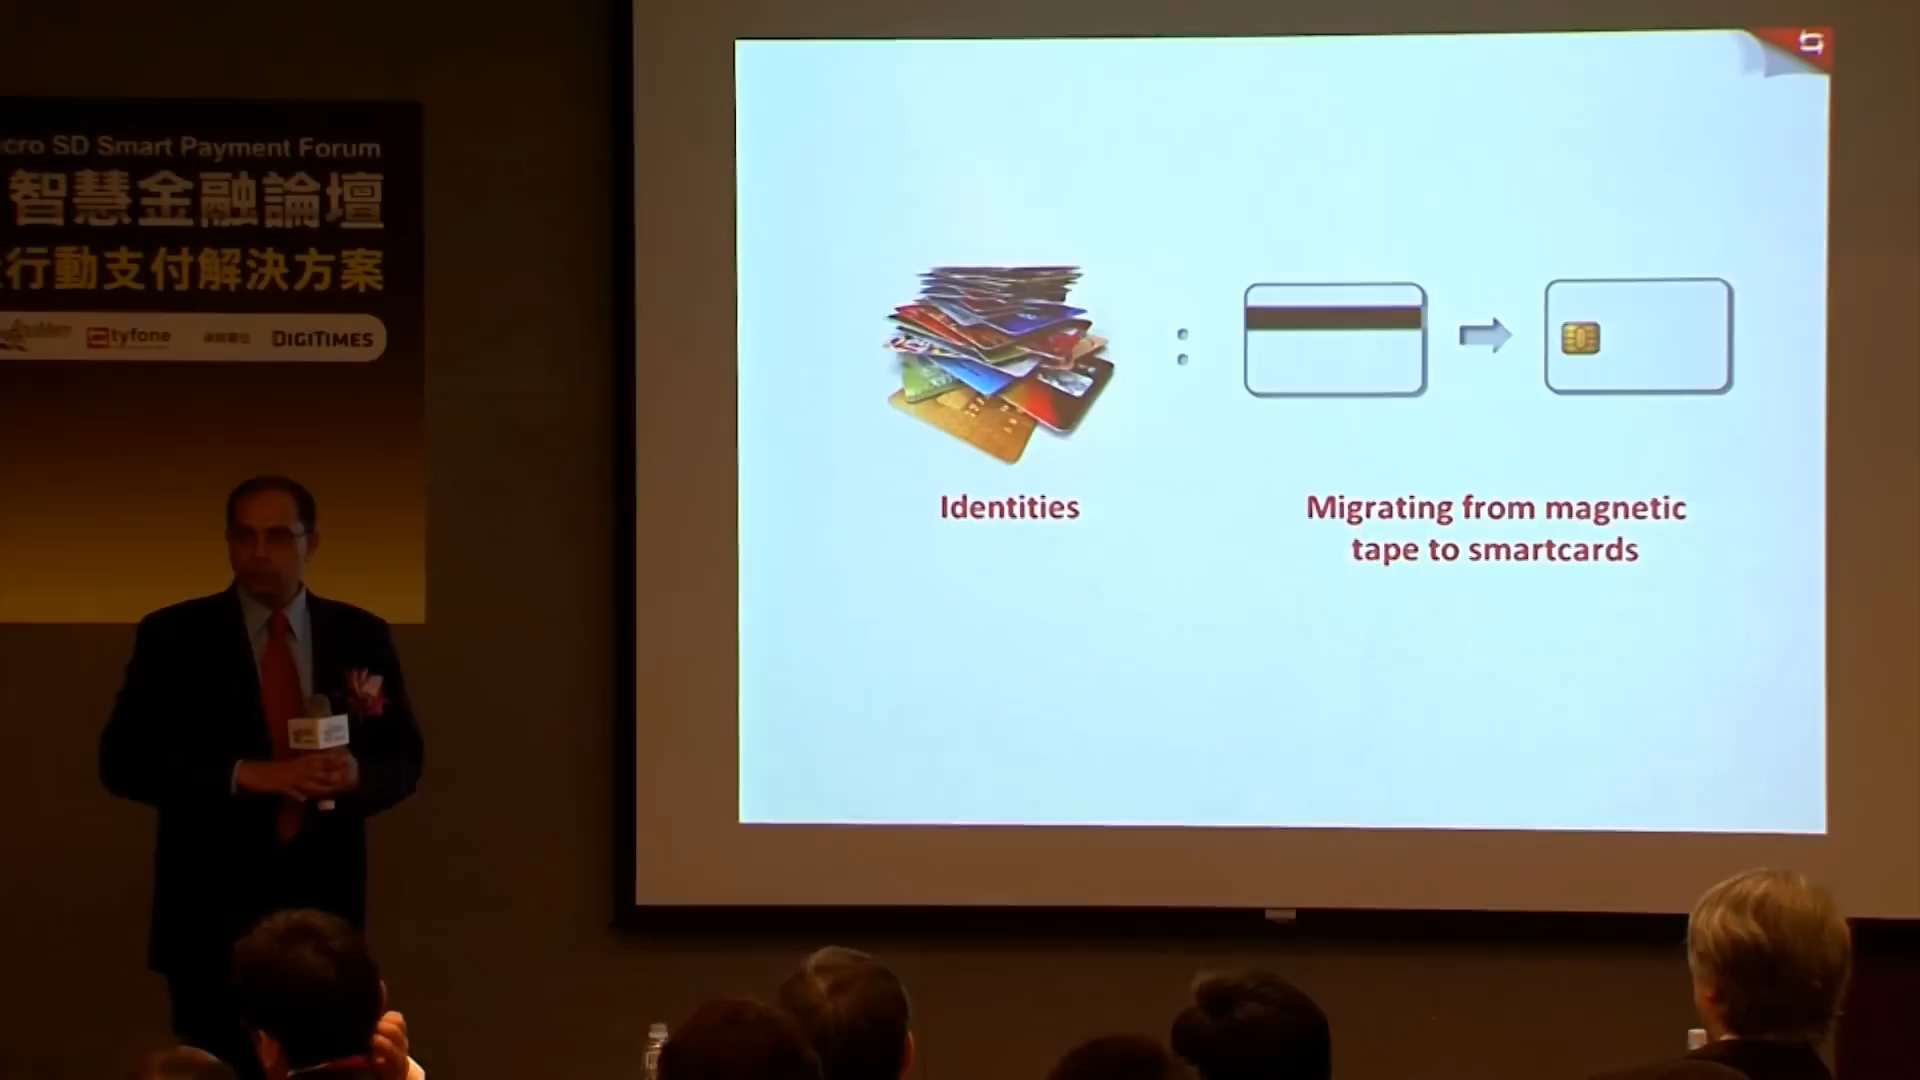 cro SD Smart Payment Forum
智慧金融論壇
行動支付解決方案
tyfone
DIGITIMES
Identities
Migrating from magnetic
tape to smartcards